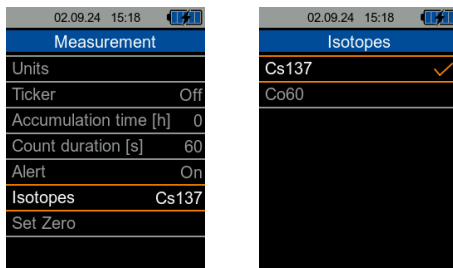 02.09.24 15:18
Measurement
Units
Ticker Off
Accumulation time [h] 0
Count duration [s] 60
Alert On
Isotopes Cs137
Set Zero
02.09.24 15:18
Isotopes
Cs137
Co60